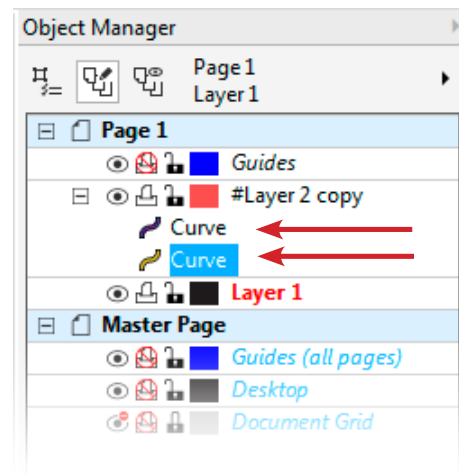 Object Manager
Page 1
Layer 1
Page 1
Guides
#Layer 2 copy
Curve
Curve
Layer 1
Master Page
Guides (all pages)
Desktop
Document Grid